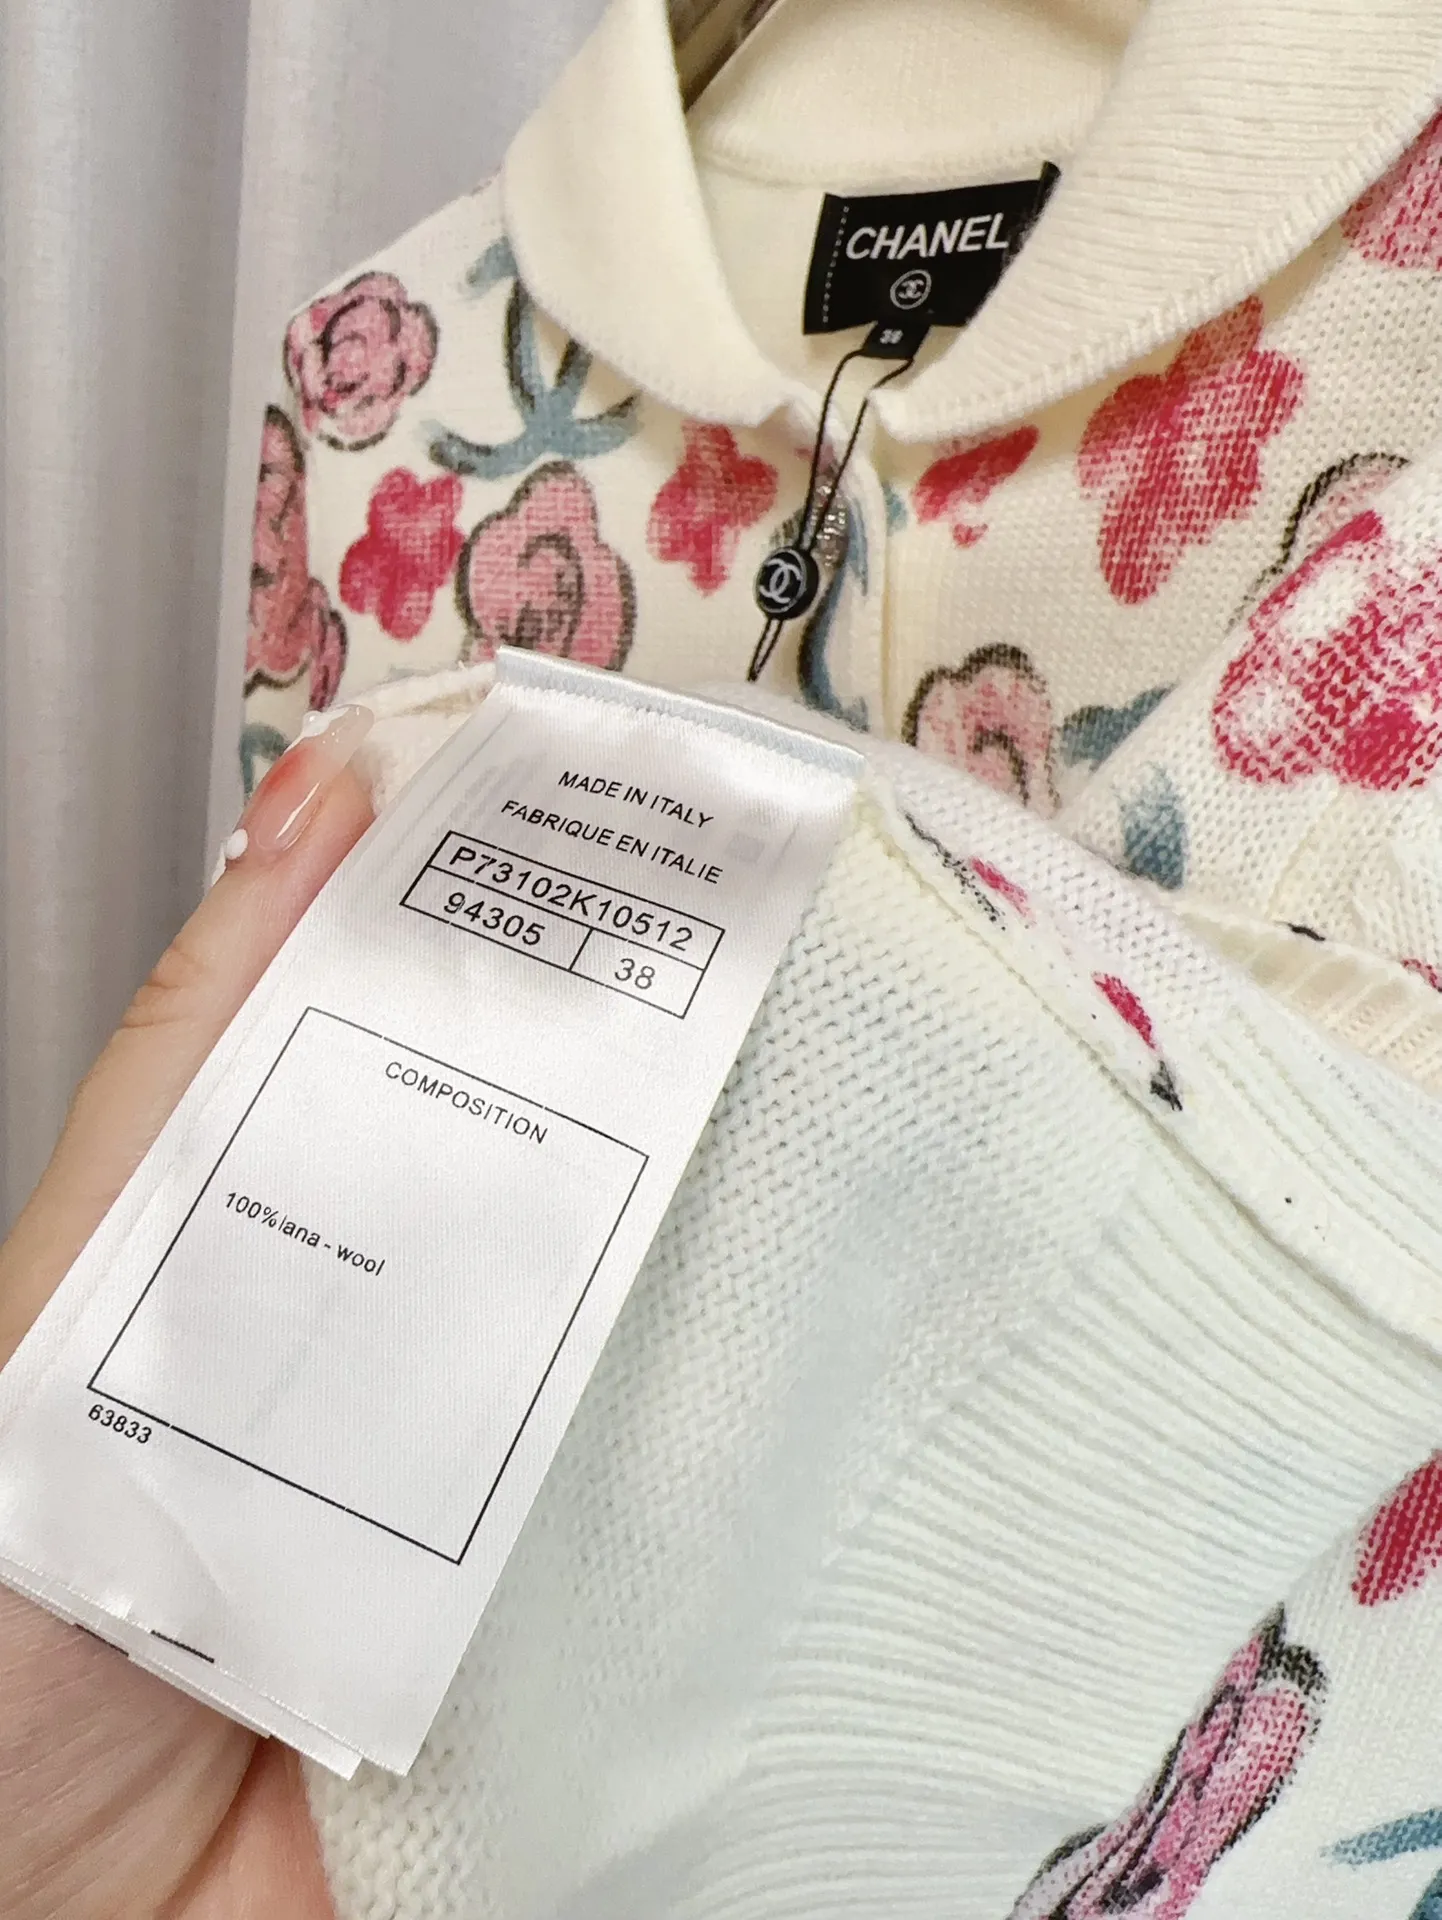 CHANEL
38
MADE IN ITALY
FABRIQUE EN ITALIE
P73102K10512
94305 38
COMPOSITION
100%lana - wool
63833